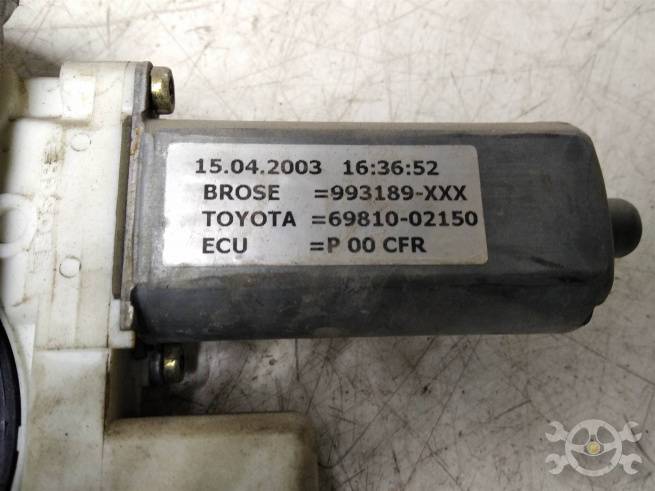 15.04.2003 16:36:52
BROSE =993189-XXX
TOYOTA =69810-02150
ECU =P 00 CFR